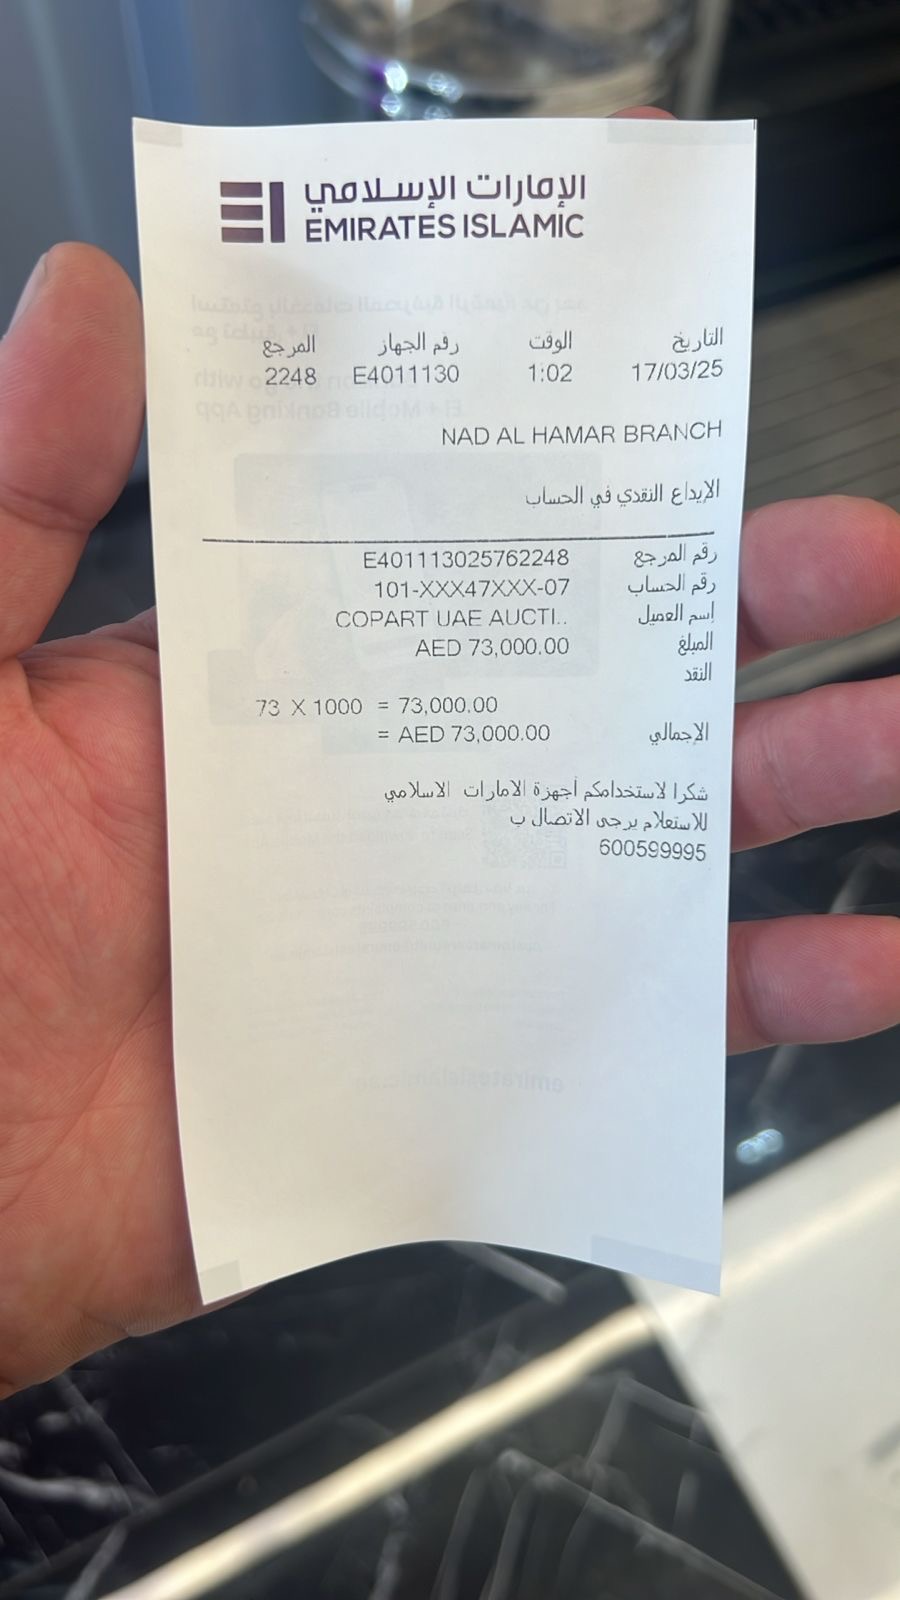 الإمارات الإسلامي
EMIRATES ISLAMIC
التاريخ الوقت رقم الجهاز المرجع
17/03/25 1:02 E4011130 2248
NAD AL HAMAR BRANCH
الإيداع النقدي في الحساب
رقم المرجع E401113025762248
رقم الحساب 101-XXX47XXX-07
إسم العميل COPART UAE AUCTI..
المبلغ AED 73,000.00
النقد
73 X 1000 = 73,000.00
الإجمالي = AED 73,000.00
شكرا لاستخدامكم أجهزة الامارات الاسلامي
للاستعلام يرجى الاتصال ب
600599995